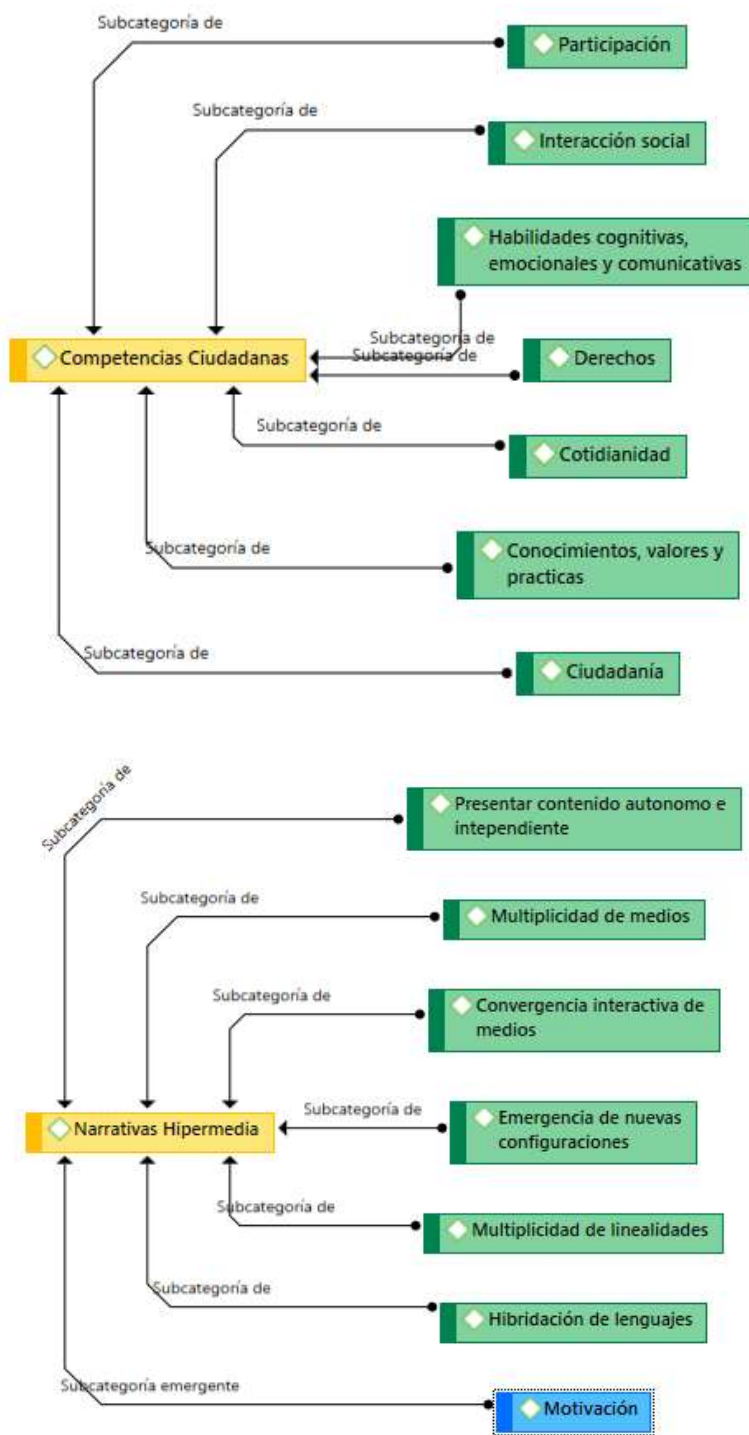 Subcategoría de
Participación
Subcategoría de
Interacción social
Habilidades cognitivas,
emocionales y comunicativas
Subcategoría de
Competencias Ciudadanas
Subcategoría de
Derechos
Subcategoría de
Cotidianidad
Subcategoría de
Conocimientos, valores y
practicas
Subcategoría de
Ciudadanía
Subcategoría de
Presentar contenido autonomo e
intependiente
Subcategoría de
Multiplicidad de medios
Subcategoría de
Convergencia interactiva de
medios
Subcategoría de
Emergencia de nuevas
configuraciones
Narrativas Hipermedia
Subcategoría de
Multiplicidad de linealidades
Subcategoría de
Hibridación de lenguajes
Subcategoría emergente
Motivación